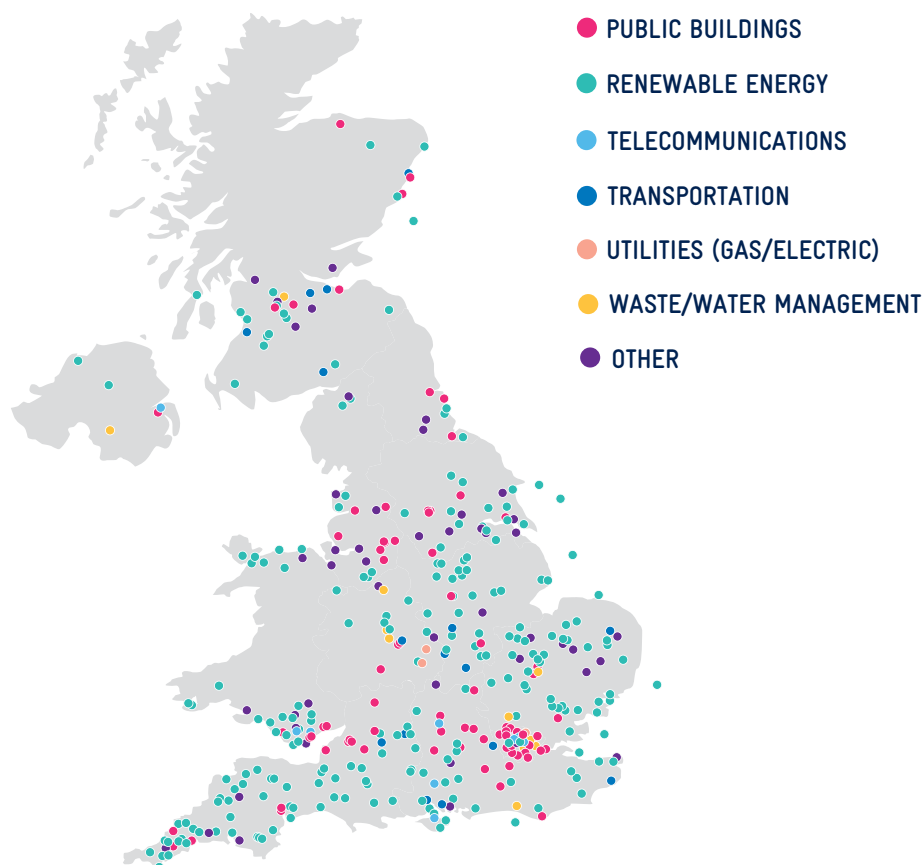 PUBLIC BUILDINGS
RENEWABLE ENERGY
TELECOMMUNICATIONS
TRANSPORTATION
UTILITIES (GAS/ELECTRIC)
WASTE/WATER MANAGEMENT
OTHER